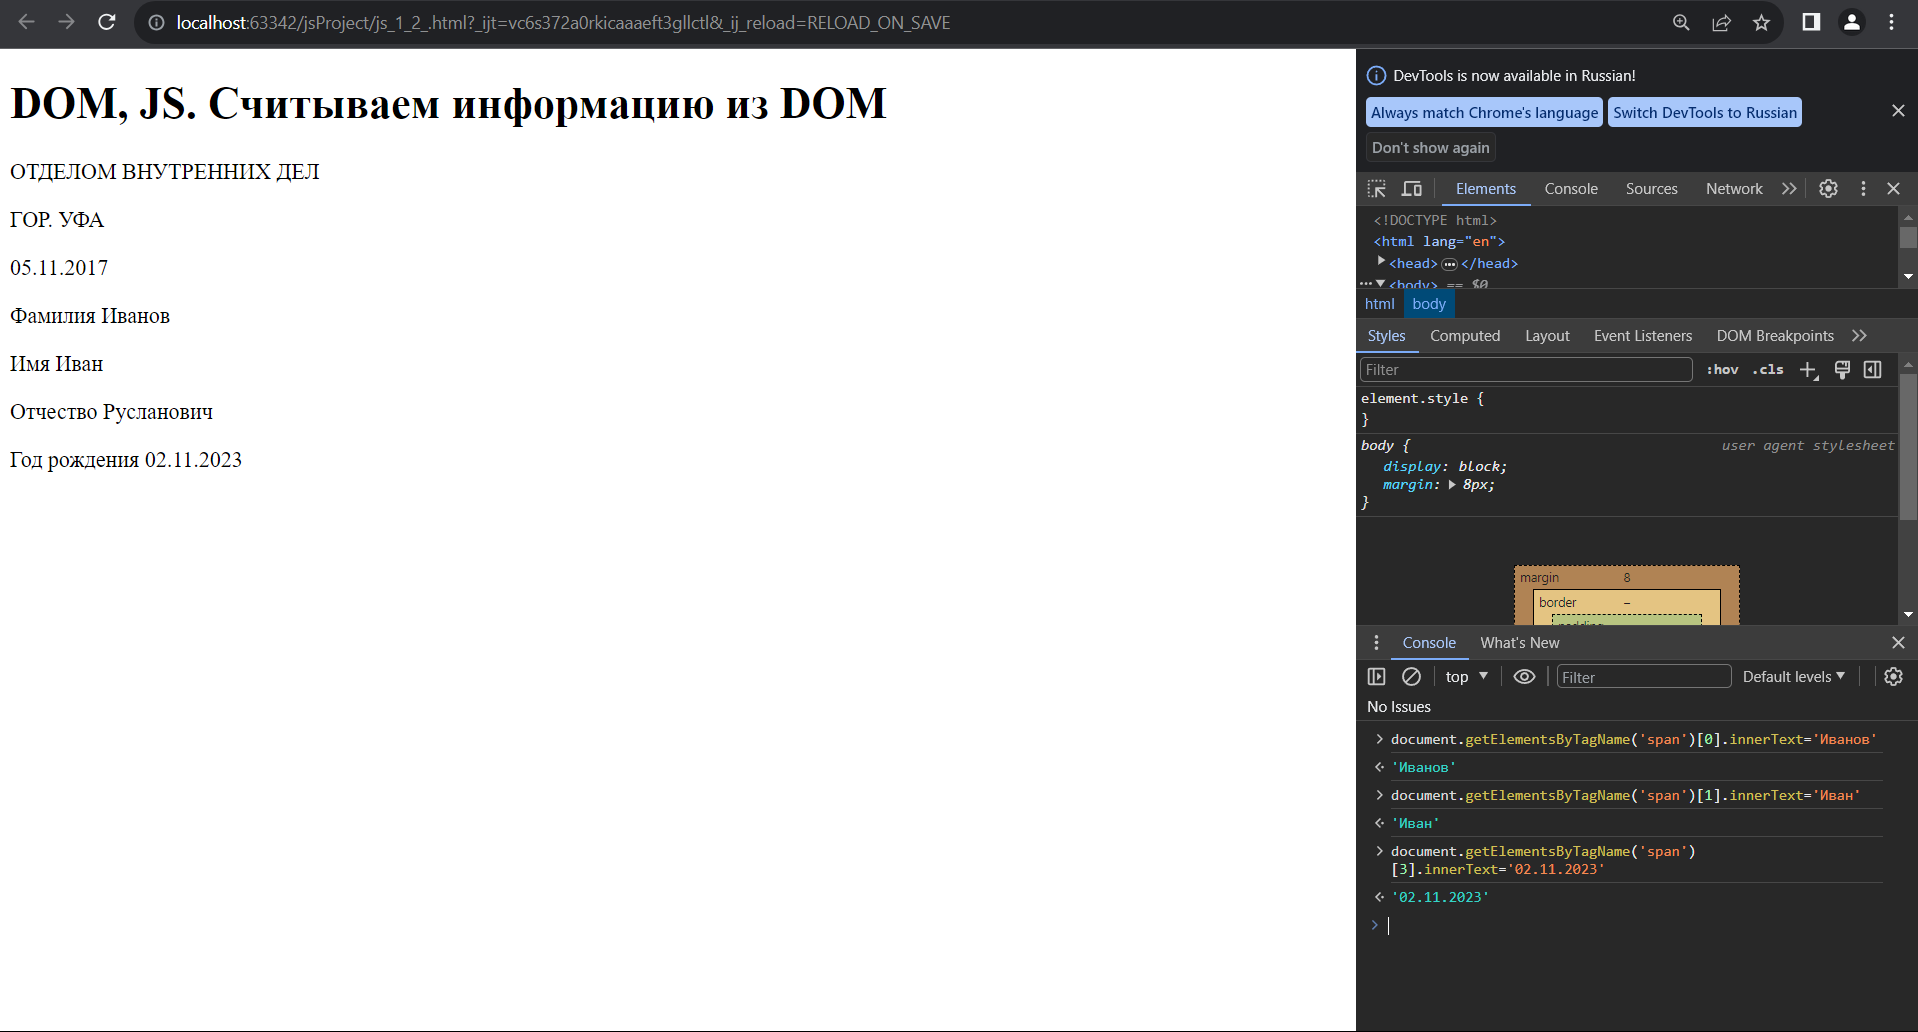 localhost:63342/jsProject/js_1_2_.html?_ijt=vc6s372a0rkicaaaeft3gllctl&_ij_reload=RELOAD_ON_SAVE
DOM, JS. Считываем информацию из DOM
ОТДЕЛОМ ВНУТРЕННИХ ДЕЛ
ГОР. УФА
05.11.2017
Фамилия Иванов
Имя Иван
Отчество Русланович
Год рождения 02.11.2023
DevTools is now available in Russian!
Always match Chrome's language Switch DevTools to Russian
Don't show again
Elements Console Sources Network
<!DOCTYPE html>
<html lang="en">
<head> ••• </head>
••• <body> == $0
html body
Styles Computed Layout Event Listeners DOM Breakpoints
Filter :hov .cls
element.style {
}
body { user agent stylesheet
display: block;
margin: 8px;
}
margin 8
border –
padding
Console What's New
top Filter Default levels
No Issues
document.getElementsByTagName('span')[0].innerText='Иванов'
'Иванов'
document.getElementsByTagName('span')[1].innerText='Иван'
'Иван'
document.getElementsByTagName('span')
[3].innerText='02.11.2023'
'02.11.2023'